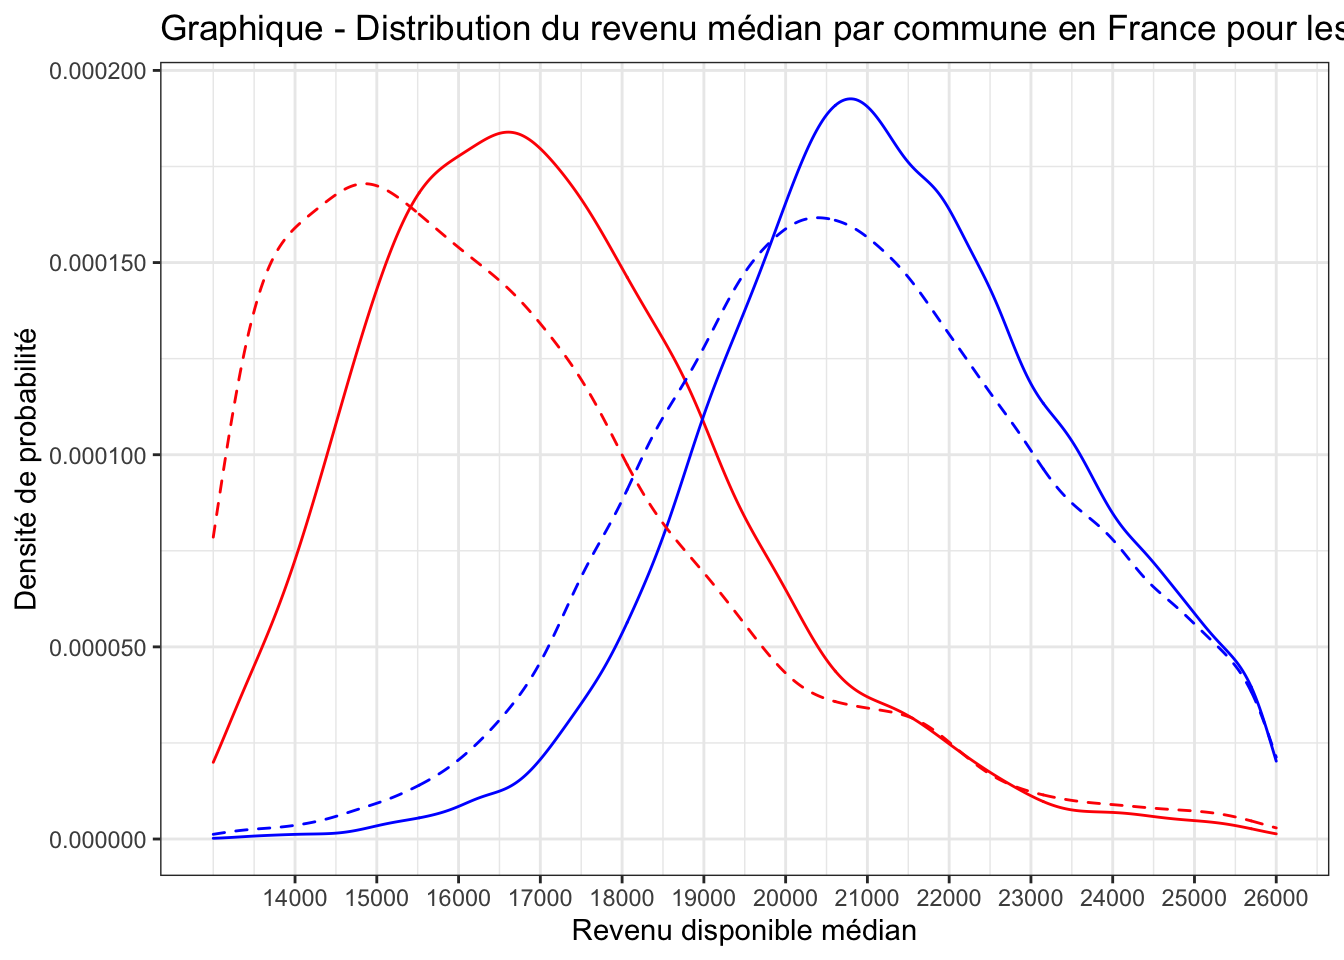 Graphique - Distribution du revenu médian par commune en France pour les
0.000200
0.000150
0.000100
0.000050
0.000000
Densité de probabilité
14000 15000 16000 17000 18000 19000 20000 21000 22000 23000 24000 25000 26000
Revenu disponible médian